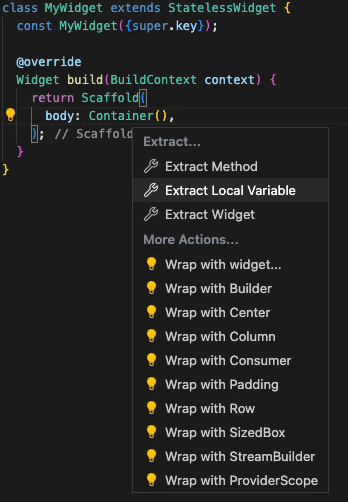 class MyWidget extends StatelessWidget {
const MyWidget({super.key});
@override
Widget build(BuildContext context) {
return Scaffold(
body: Container(),
); // Scaffold
}
}
Extract...
Extract Method
Extract Local Variable
Extract Widget
More Actions...
Wrap with widget...
Wrap with Builder
Wrap with Center
Wrap with Column
Wrap with Consumer
Wrap with Padding
Wrap with Row
Wrap with SizedBox
Wrap with StreamBuilder
Wrap with ProviderScope